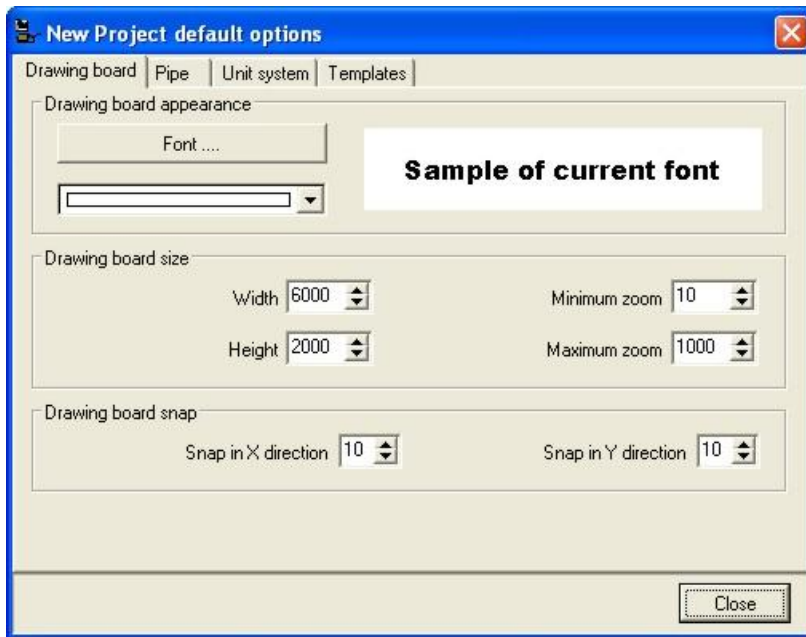 New Project default options
Drawing board Pipe Unit system Templates
Drawing board appearance
Font ....
Sample of current font
Drawing board size
Width 6000 Minimum zoom 10
Height 2000 Maximum zoom 1000
Drawing board snap
Snap in X direction 10 Snap in Y direction 10
Close